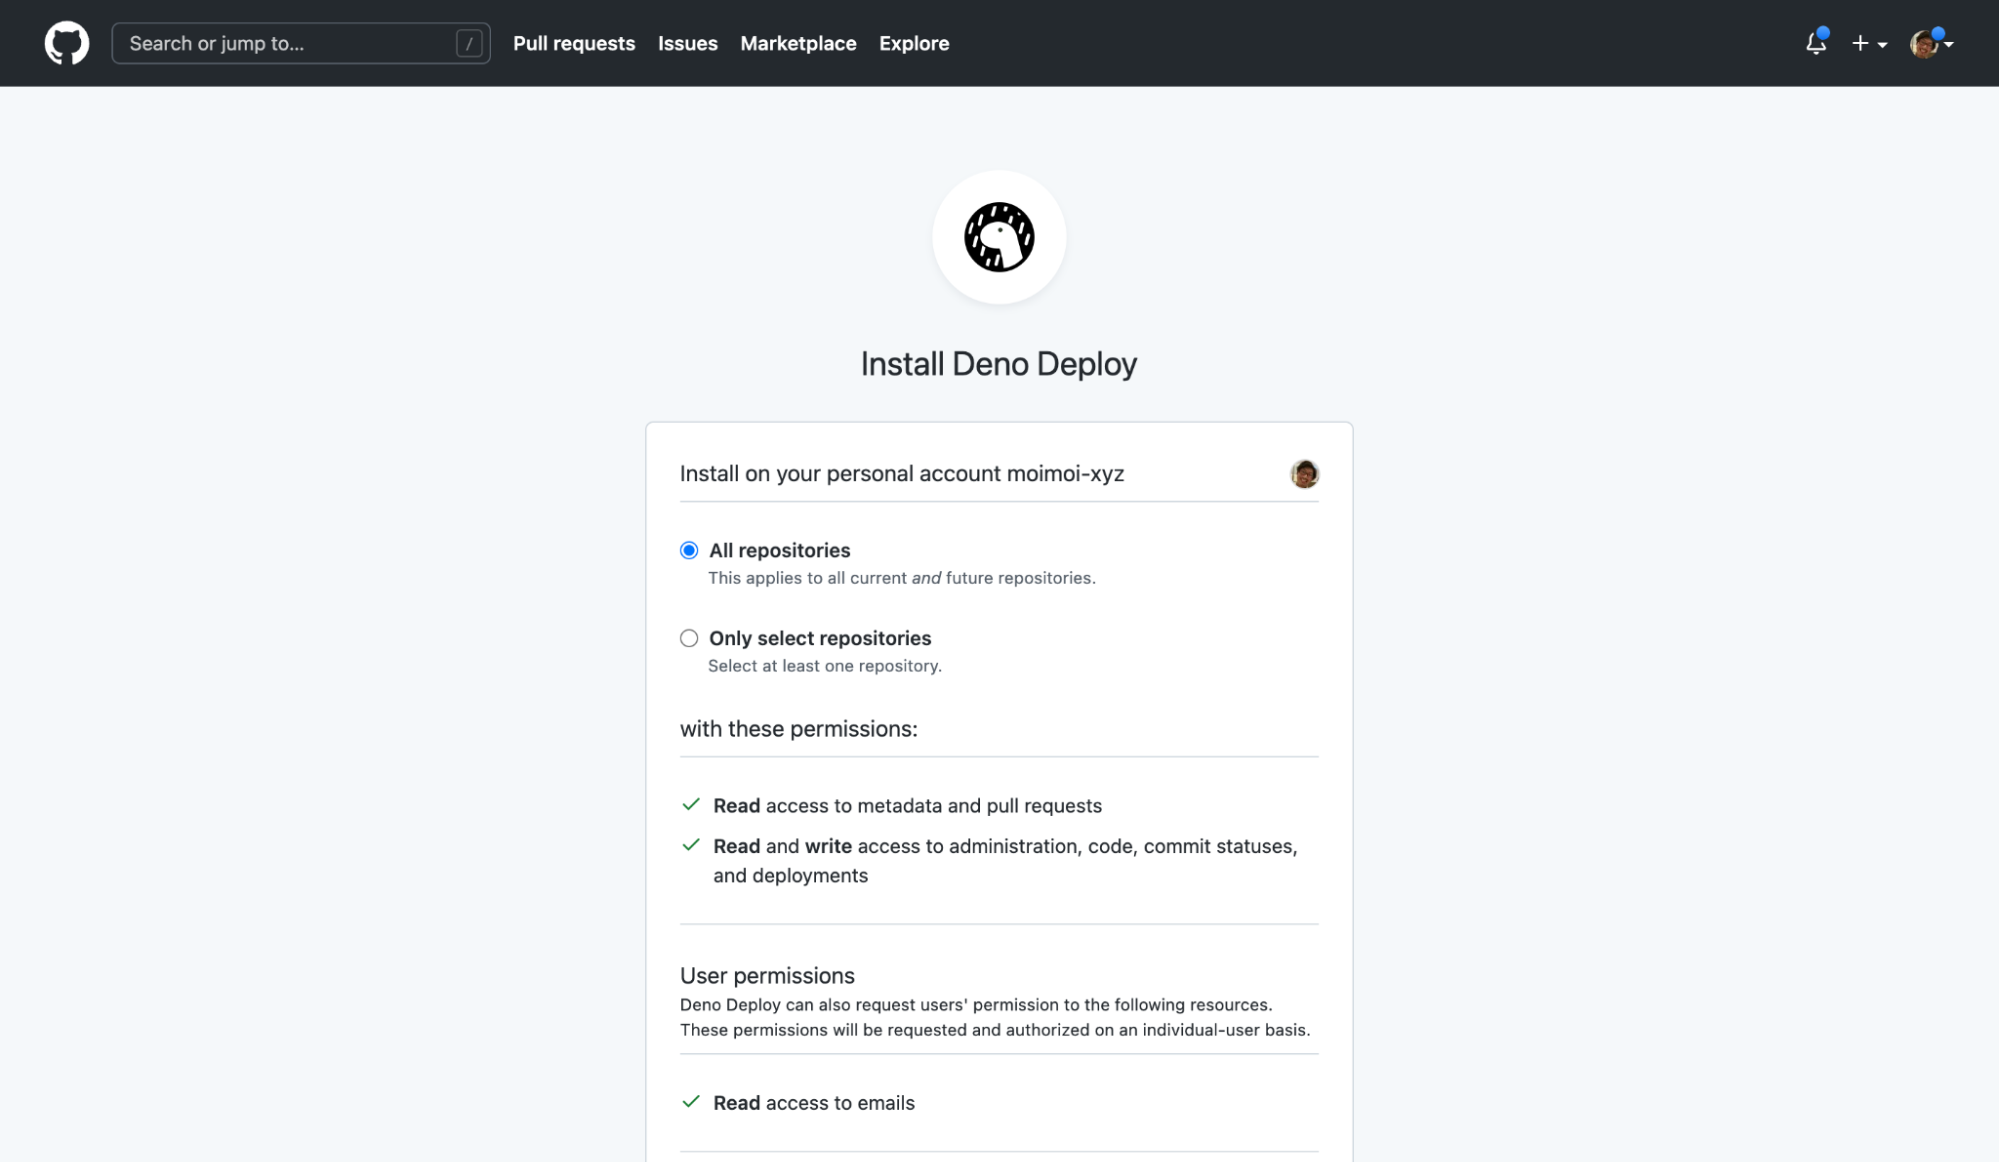 Search or jump to...
/
Pull requests
Issues
Marketplace
Explore
Install Deno Deploy
Install on your personal account moimoi-xyz
All repositories
This applies to all current and future repositories.
Only select repositories
Select at least one repository.
with these permissions:
Read access to metadata and pull requests
Read and write access to administration, code, commit statuses,
and deployments
User permissions
Deno Deploy can also request users' permission to the following resources.
These permissions will be requested and authorized on an individual-user basis.
Read access to emails